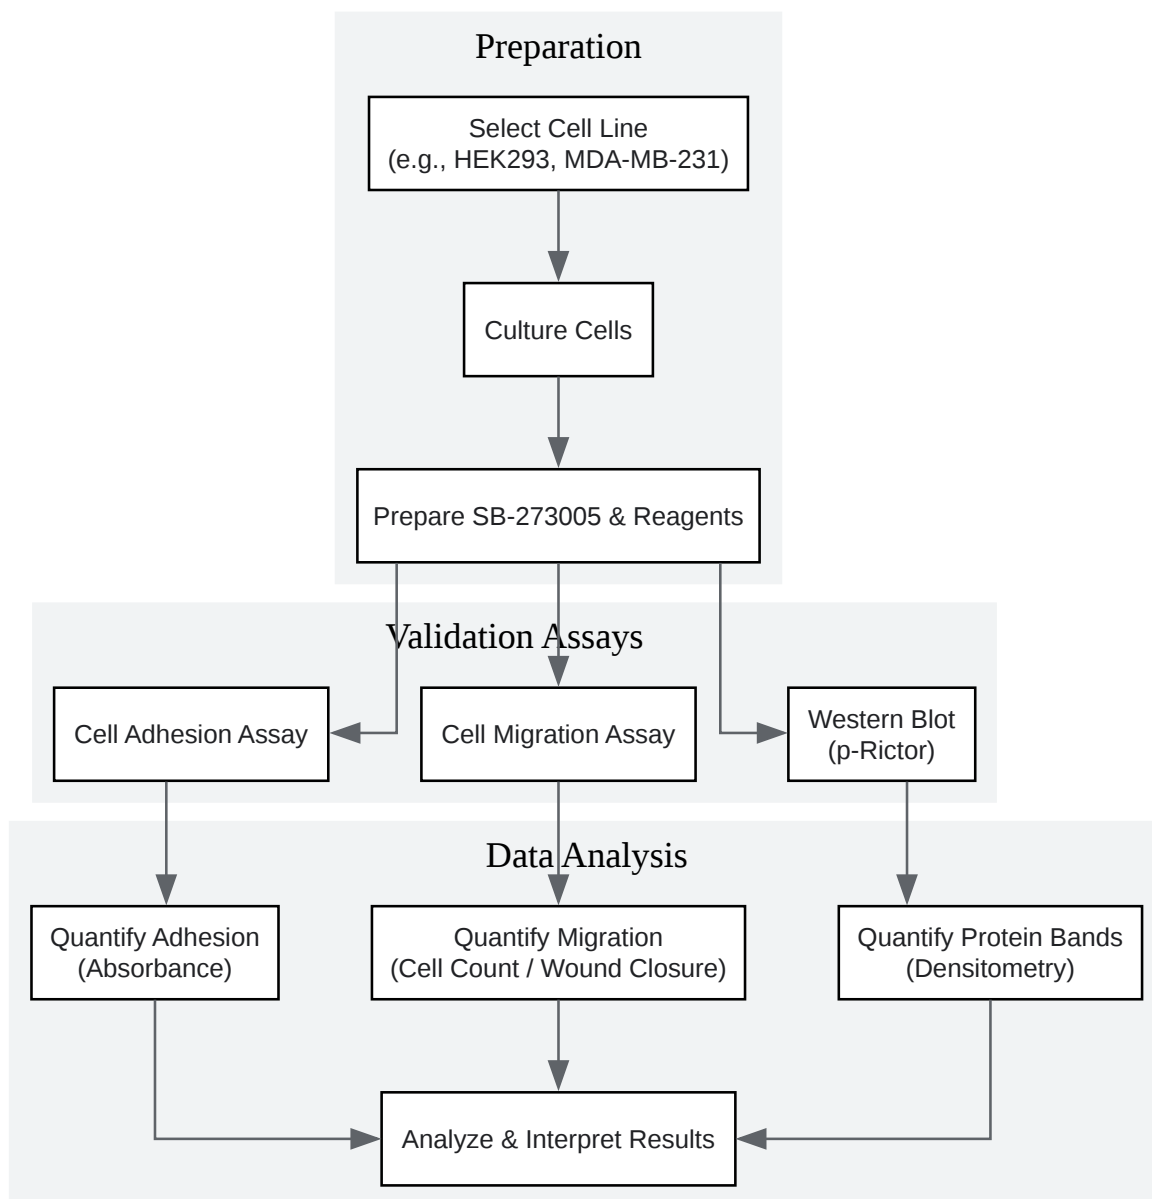 Preparation
Select Cell Line
(e.g., HEK293, MDA-MB-231)
Culture Cells
Prepare SB-273005 & Reagents
Validation Assays
Cell Adhesion Assay
Cell Migration Assay
Western Blot
(p-Rictor)
Data Analysis
Quantify Adhesion
(Absorbance)
Quantify Migration
(Cell Count / Wound Closure)
Quantify Protein Bands
(Densitometry)
Analyze & Interpret Results